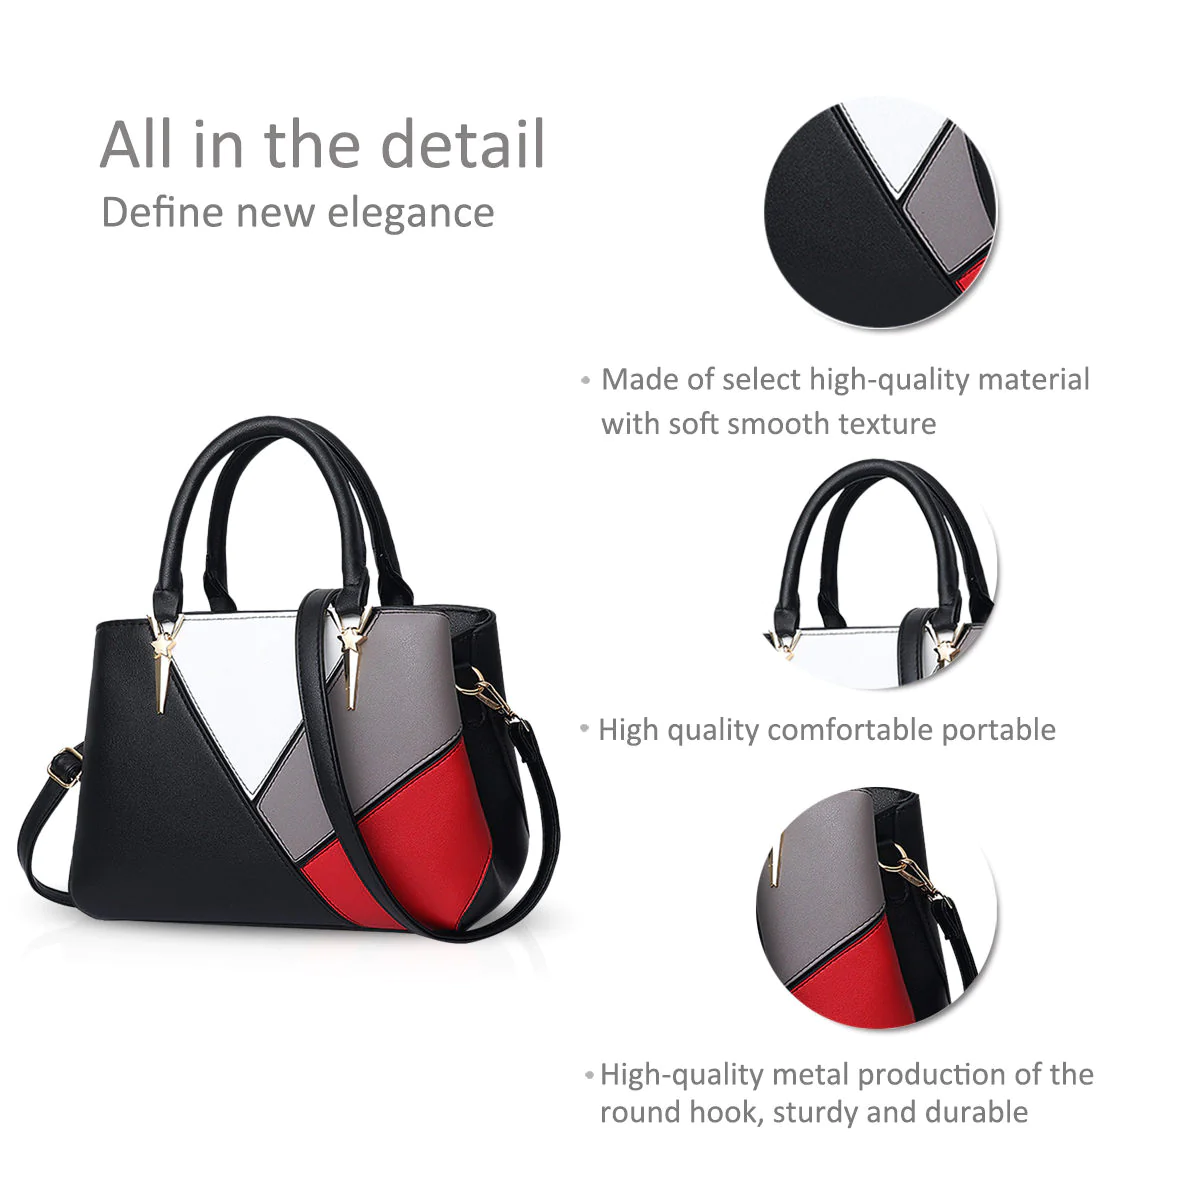 All in the detail
Define new elegance
• Made of select high-quality material
with soft smooth texture
• High quality comfortable portable
• High-quality metal production of the
round hook, sturdy and durable